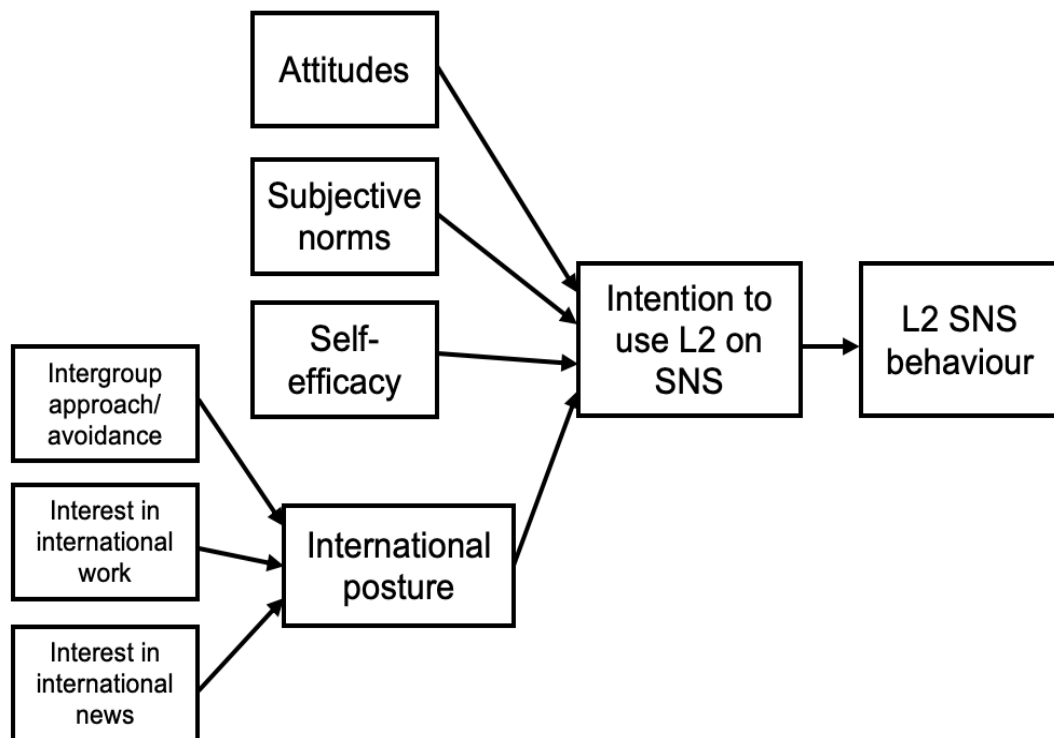 Attitudes
Subjective
norms
Self-
efficacy
Intention to
use L2 on
SNS
L2 SNS
behaviour
Intergroup
approach/
avoidance
Interest in
international
work
Interest in
international
news
International
posture